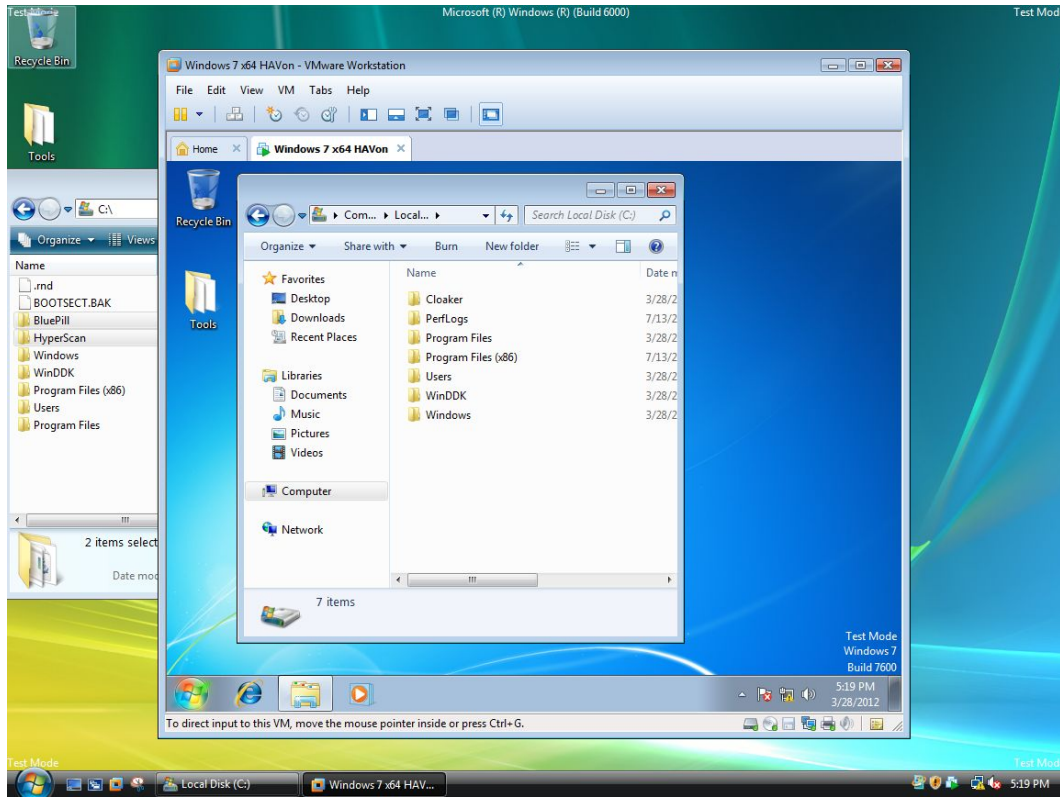 Test Mode
Microsoft (R) Windows (R) (Build 6000)
Test Mod
Recycle Bin
Tools
C:\
Organize
Views
Name
.rnd
BOOTSECT.BAK
BluePill
HyperScan
Windows
WinDDK
Program Files (x86)
Users
Program Files
2 items select
Date mod
Windows 7 x64 HAVon - VMware Workstation
File Edit View VM Tabs Help
Home
Windows 7 x64 HAVon
Recycle Bin
Tools
Com... Local... Search Local Disk (C:)
Organize Share with Burn New folder
Favorites
Desktop
Downloads
Recent Places
Libraries
Documents
Music
Pictures
Videos
Computer
Network
Name Date n
Cloaker 3/28/2
PerfLogs 7/13/2
Program Files 3/28/2
Program Files (x86) 7/13/2
Users 3/28/2
WinDDK 3/28/2
Windows 3/28/2
7 items
Test Mode
Windows 7
Build 7600
5:19 PM
3/28/2012
To direct input to this VM, move the mouse pointer inside or press Ctrl+G.
Test Mode
Test Mod
Local Disk (C:)
Windows 7 x64 HAV...
5:19 PM